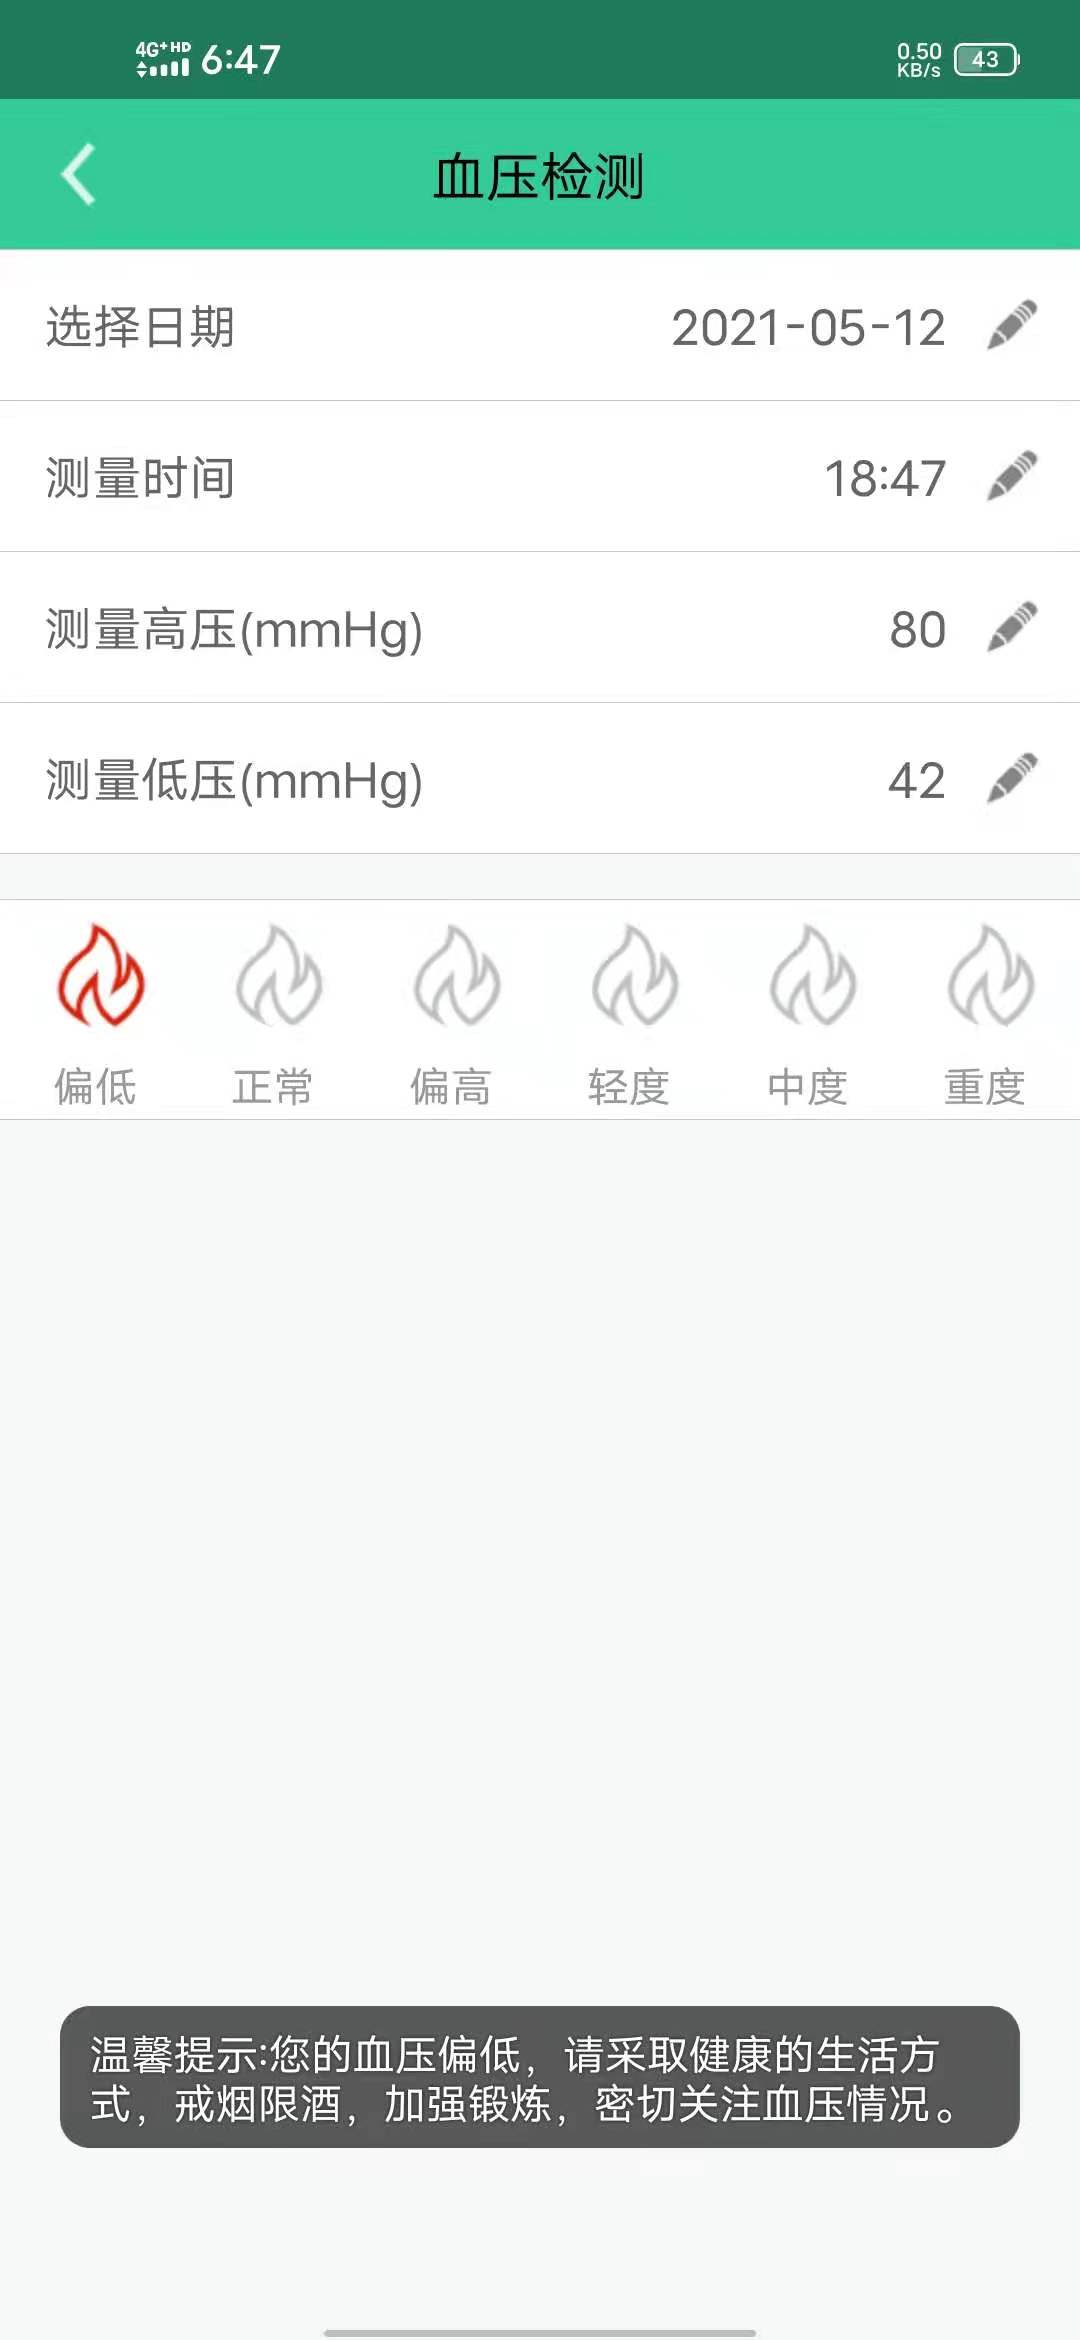 4G+ HD 6:47 0.50 KB/s 43
血压检测
选择日期 2021-05-12
测量时间 18:47
测量高压(mmHg) 80
测量低压(mmHg) 42
偏低 正常 偏高 轻度 中度 重度
温馨提示:您的血压偏低，请采取健康的生活方
式，戒烟限酒，加强锻炼，密切关注血压情况。